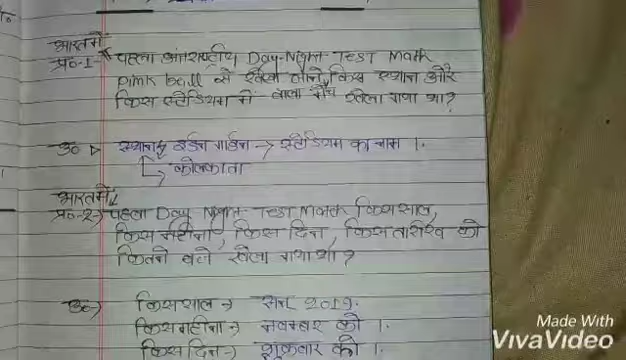 भारत में
प्र०-1 → पहला अंतराष्ट्रीय Day-Night Test Match
Pink ball से खेला जाने किस स्थान और
किस स्टेडियम में वाला मैच खेला गया था?
उ० → स्थान ईडन गार्डन → स्टेडियम का नाम ।
↳ कोलकाता
भारत में
प्र०-2) पहला Day Night Test Match किस साल,
किस महीना, किस दिन, किस तारीख को
कितने बजे खेला गया था?
उ०) किस साल → सन् 2019.
किस महीना → नवम्बर को ।
किस दिन → शुक्रवार को ।
Made With
VivaVideo